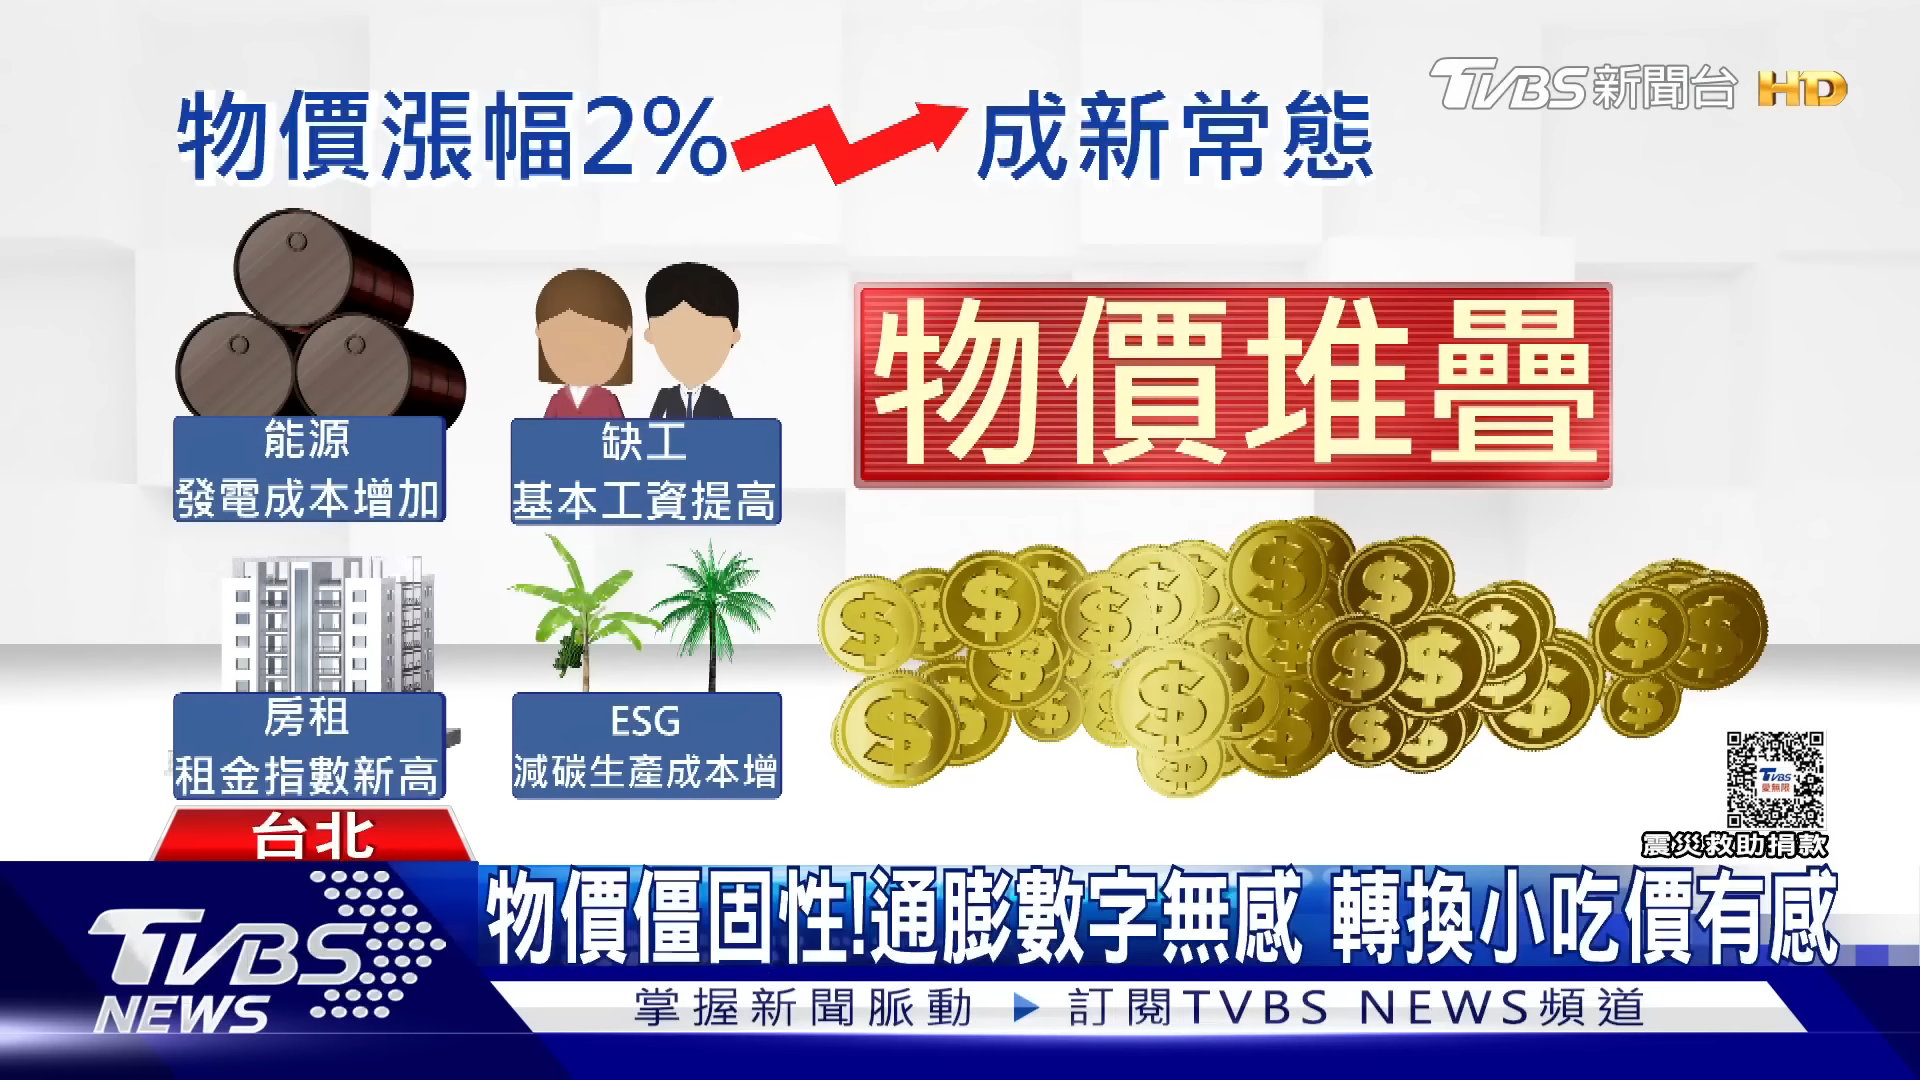 TVBS新聞台 HD
物價漲幅2% 成新常態
物價堆疊
能源
發電成本增加
缺工
基本工資提高
房租
租金指數新高
ESG
減碳生產成本增
TVBS
愛無限
震災救助捐款
台北
物價僵固性!通膨數字無感 轉換小吃價有感
TVBS
NEWS
掌握新聞脈動 ▶ 訂閱TVBS NEWS頻道